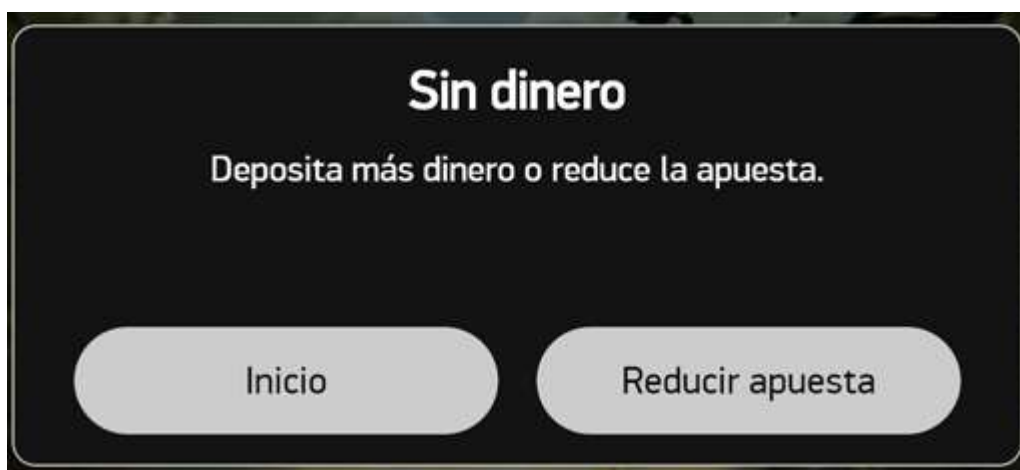 Sin dinero
Deposita más dinero o reduce la apuesta.
Inicio
Reducir apuesta